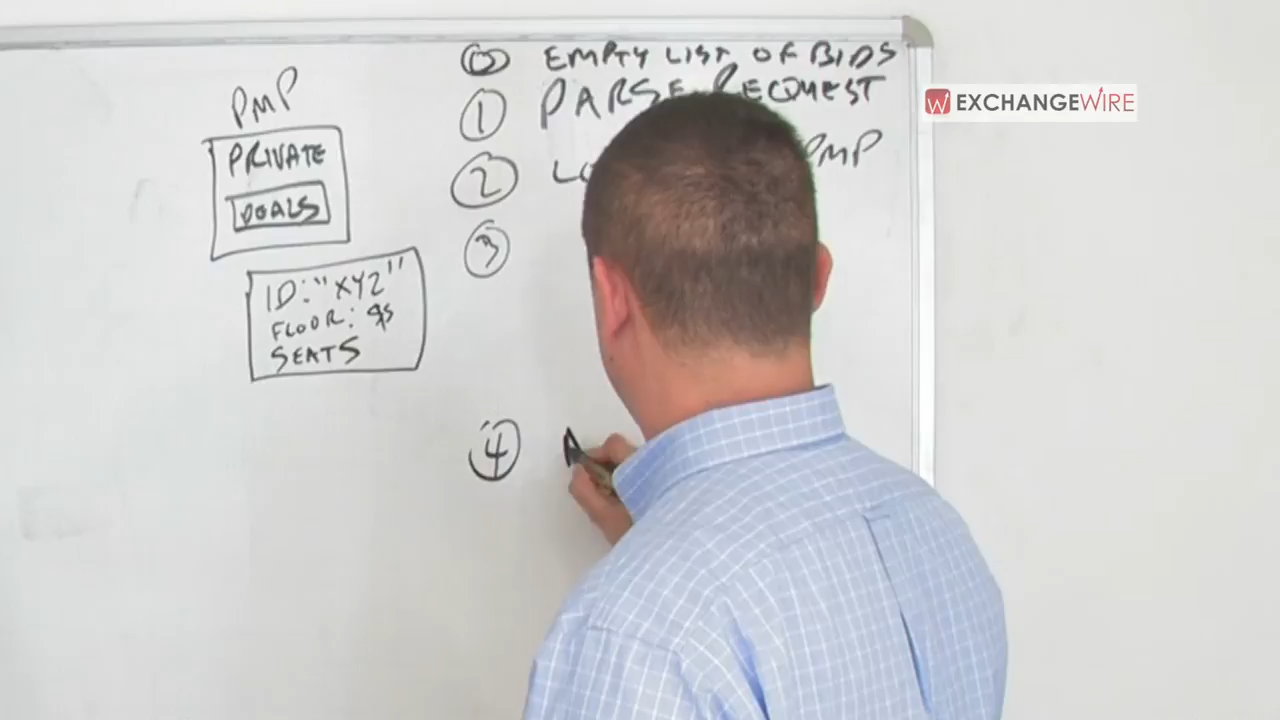 PMP
PRIVATE
DEALS
ID: "XYZ"
FLOOR: $s
SEATS
0 EMPTY LIST OF BIDS
1 PARSE REQUEST
2 PMP
3
4
EXCHANGEWIRE